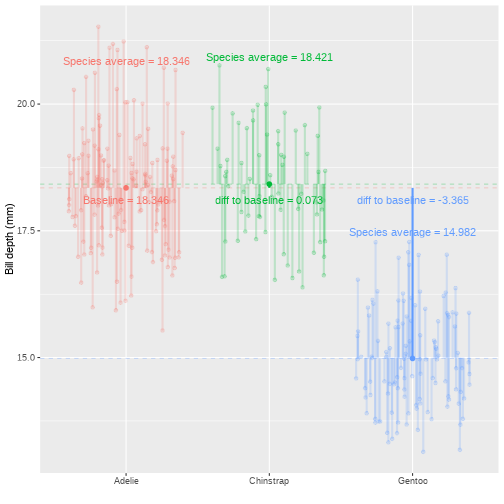 Species average = 18.421
Species average = 18.346
20.0
Baseline = 18.346
diff to baseline = 0.073
diff to baseline = -3.365
17.5
Species average = 14.982
15.0
Bill depth (mm)
Adelie
Chinstrap
Gentoo